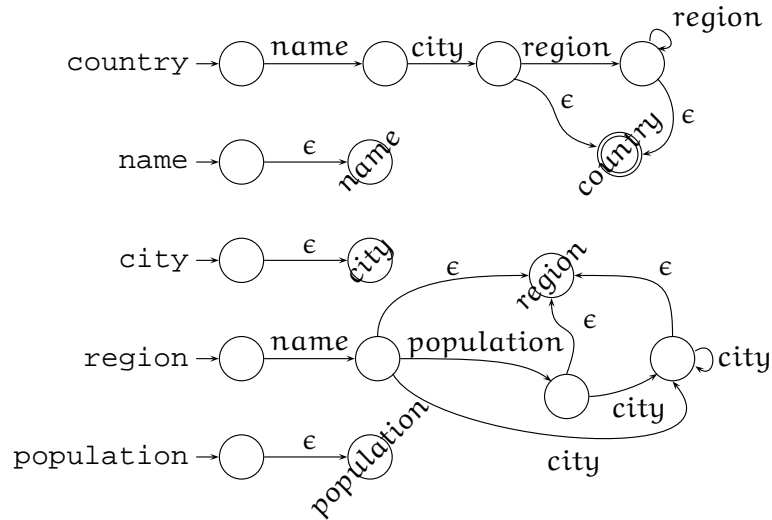 region
country name city region
ϵ ϵ
country
name ϵ name
city ϵ city
ϵ region ϵ
ϵ
region name population city
city
population ϵ population
city